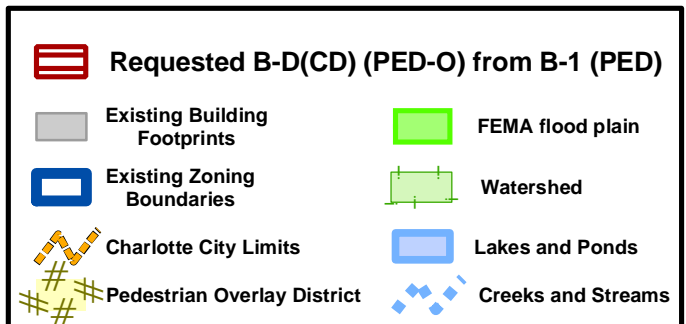 Requested B-D(CD) (PED-O) from B-1 (PED)
Existing Building
Footprints
FEMA flood plain
Existing Zoning
Boundaries
Watershed
Charlotte City Limits
Lakes and Ponds
Pedestrian Overlay District
Creeks and Streams